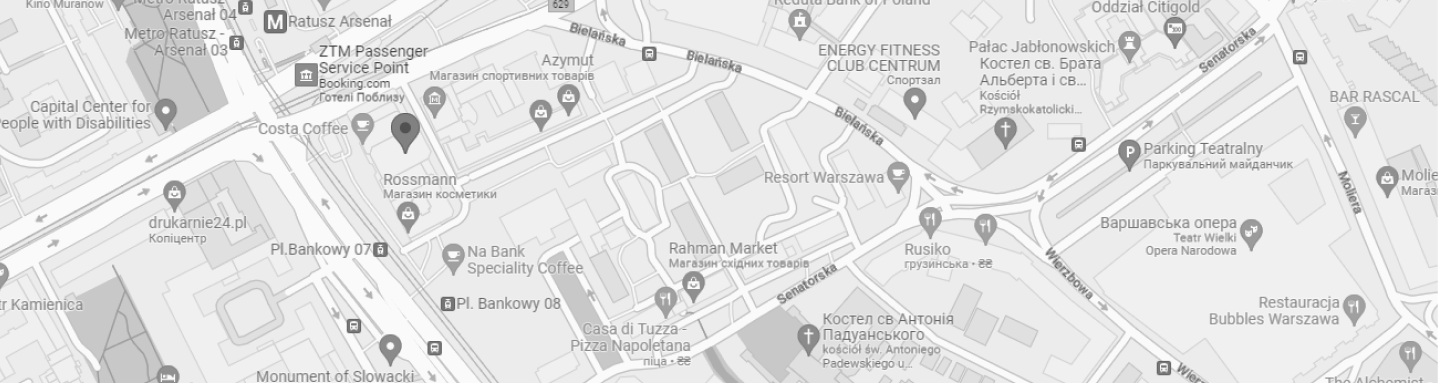 Kino Muranów
Metro Ratusz
Arsenał 04
Ratusz Arsenał
Metro Ratusz -
Arsenał 03
629
Bielańska
Bielańska
Bielańska
Reduta Bank of Poland
Oddział Citigold
Senatorska
ZTM Passenger
Service Point
Booking.com
Готелі Поблизу
Azymut
Магазин спортивних товарів
ENERGY FITNESS
CLUB CENTRUM
Спортзал
Pałac Jabłonowskich
Костел св. Брата
Альберта і св...
Kościół
Rzymskokatolicki...
BAR RASCAL
Capital Center for
People with Disabilities
Costa Coffee
Parking Teatralny
Паркувальний майданчик
Rossmann
Магазин косметики
Resort Warszawa
Molie
Мага
Moliera
drukarnie24.pl
Копіцентр
Pl.Bankowy 07
Na Bank
Speciality Coffee
Rahman Market
Магазин східних товарів
Rusiko
грузинська • ₴₴
Варшавська опера
Teatr Wielki
Opera Narodowa
Wierzbowa
Senatorska
tr Kamienica
Pl. Bankowy 08
Casa di Tuzza -
Pizza Napoletana
піца • ₴₴
Костел св Антонія
Падуанського
kościół św. Antoniego
Padewskiego u...
Restauracja
Bubbles Warszawa
Monument of Slowacki
Wierz
The Alchemist